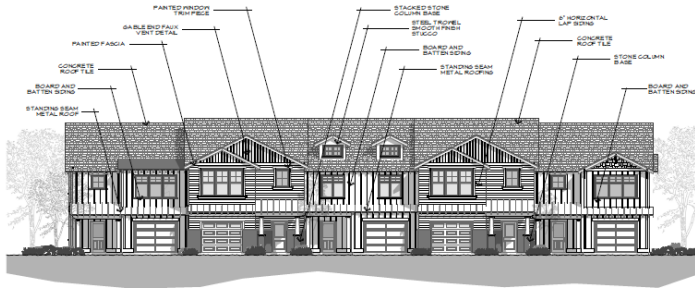 PAINTED WINDOW
TRIM PIECE
GABLE END FAUX
VENT DETAIL
PAINTED FASCIA
CONCRETE
ROOF TILE
BOARD AND
BATTEN SIDING
STANDING SEAM
METAL ROOF
STACKED STONE
COLUMN BASE
STEEL TROWEL
SMOOTH FINISH
STUCCO
BOARD AND
BATTEN SIDING
STANDING SEAM
METAL ROOFING
6" HORIZONTAL
LAP SIDING
CONCRETE
ROOF TILE
STONE COLUMN
BASE
BOARD AND
BATTEN SIDING